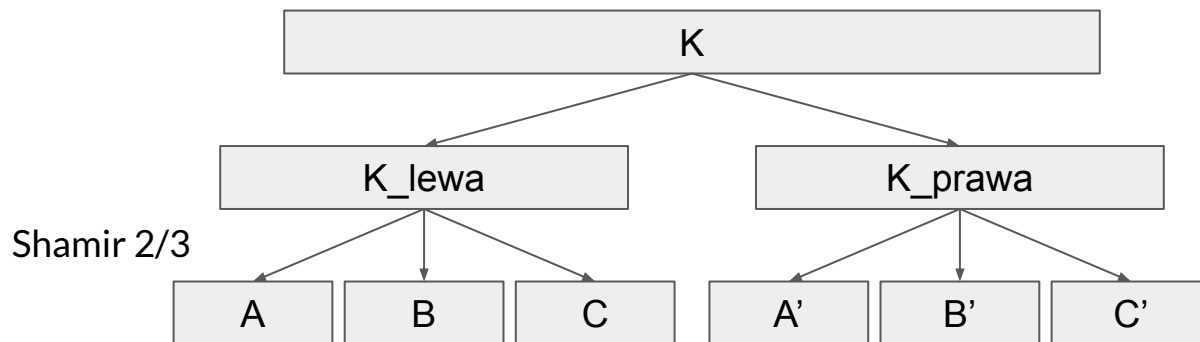 K
K_lewa K_prawa
Shamir 2/3
A B C A’ B’ C’